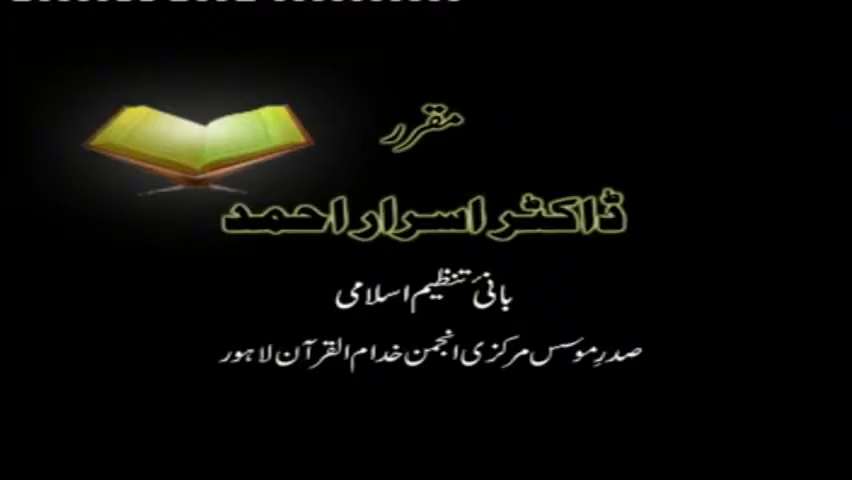 مقرر
ڈاکٹر اسرار احمد
بانیٔ تنظیم اسلامی
صدرِ موسس مرکزی انجمن خدام القرآن لاہور